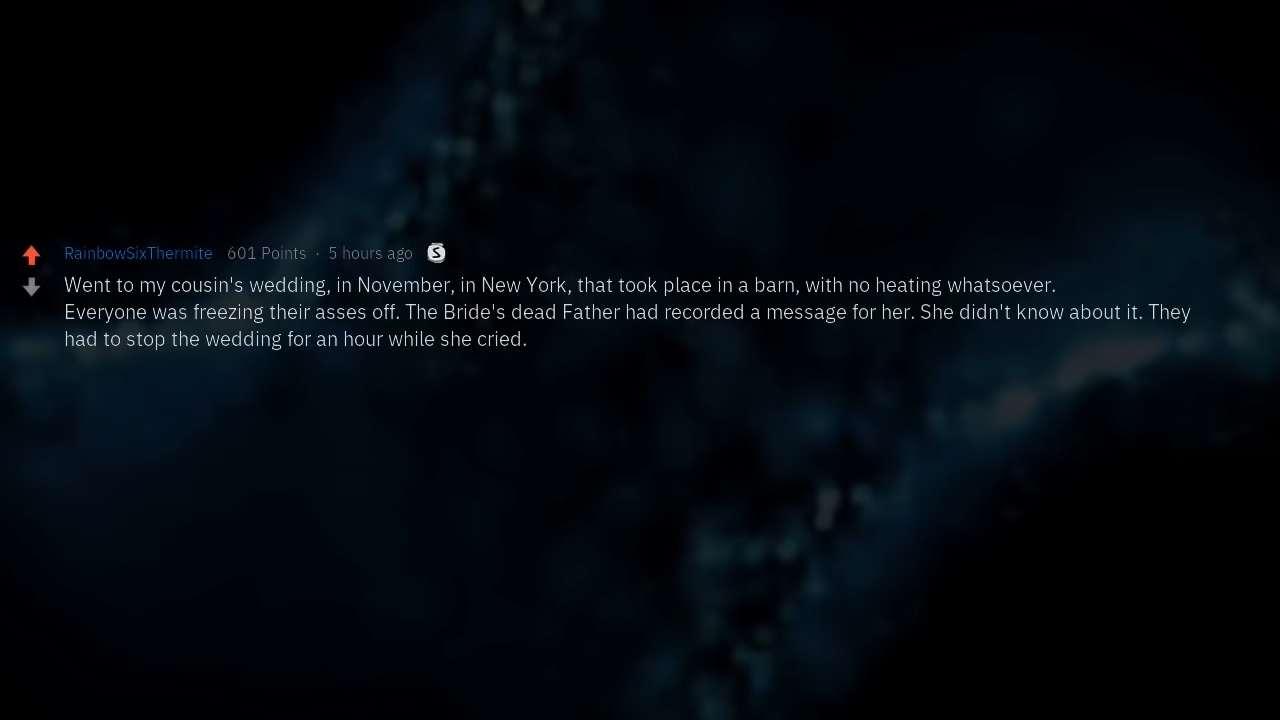 RainbowSixThermite 601 Points · 5 hours ago S
Went to my cousin's wedding, in November, in New York, that took place in a barn, with no heating whatsoever.
Everyone was freezing their asses off. The Bride's dead Father had recorded a message for her. She didn't know about it. They
had to stop the wedding for an hour while she cried.